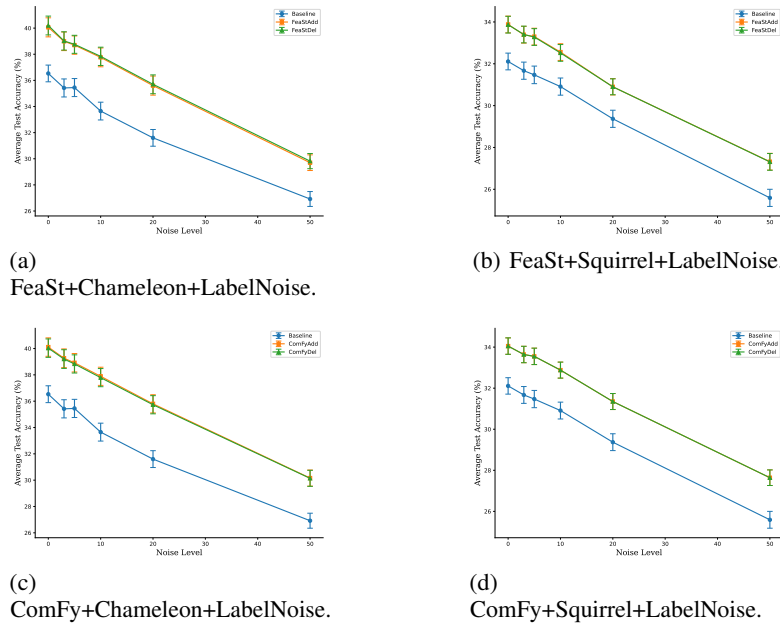 40
38
36
34
32
30
28
26
Average Test Accuracy (%)
0
10
20
30
40
50
Noise Level
Baseline
FeaStAdd
FeaStDel
(a)
FeaSt+Chameleon+LabelNoise.
34
32
30
28
26
Average Test Accuracy (%)
0
10
20
30
40
50
Noise Level
Baseline
FeaStAdd
FeaStDel
(b) FeaSt+Squirrel+LabelNoise.
40
38
36
34
32
30
28
26
Average Test Accuracy (%)
0
10
20
30
40
50
Noise Level
Baseline
ComfyAdd
ComfyDel
(c)
ComFy+Chameleon+LabelNoise.
34
32
30
28
26
Average Test Accuracy (%)
0
10
20
30
40
50
Noise Level
Baseline
ComfyAdd
ComfyDel
(d)
ComFy+Squirrel+LabelNoise.